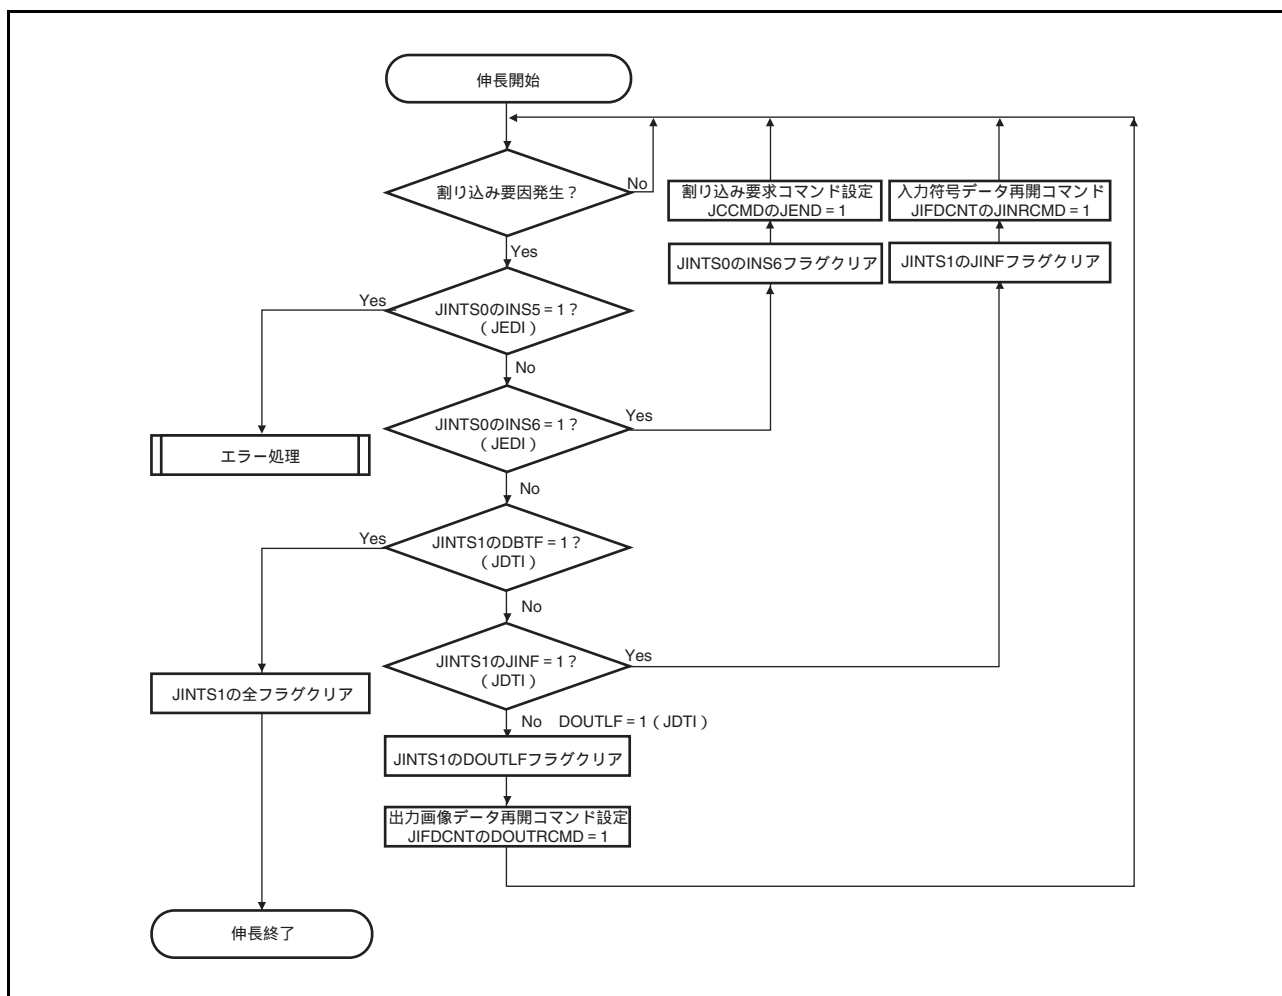 伸長開始
割り込み要因発生？
No
割り込み要求コマンド設定
JCCMDのJEND = 1
入力符号データ再開コマンド
JIFDCNTのJINRCMD = 1
Yes
JINTS0のINS6フラグクリア
JINTS1のJINFフラグクリア
Yes
JINTS0のINS5 = 1？
（JEDI）
No
JINTS0のINS6 = 1？
（JEDI）
Yes
エラー処理
No
Yes
JINTS1のDBTF = 1？
（JDTI）
No
JINTS1のJINF = 1？
（JDTI）
Yes
JINTS1の全フラグクリア
No DOUTLF = 1（JDTI）
JINTS1のDOUTLFフラグクリア
出力画像データ再開コマンド設定
JIFDCNTのDOUTRCMD = 1
伸長終了